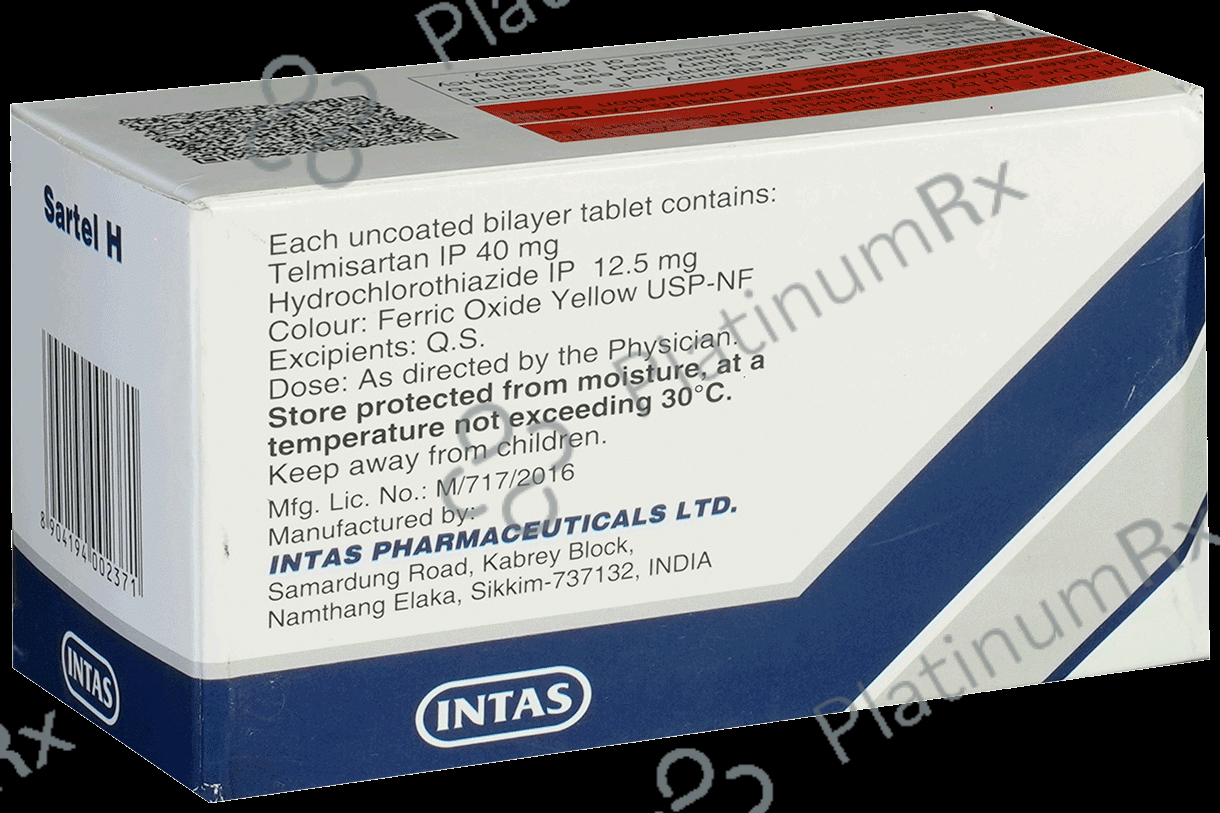 Sartel H
8 904194 002371
INTAS
Each uncoated bilayer tablet contains:
Telmisartan IP 40 mg
Hydrochlorothiazide IP 12.5 mg
Colour: Ferric Oxide Yellow USP-NF
Excipients: Q.S.
Dose: As directed by the Physician.
Store protected from moisture, at a
temperature not exceeding 30°C.
Keep away from children.
Mfg. Lic. No.: M/717/2016
Manufactured by:
INTAS PHARMACEUTICALS LTD.
Samardung Road, Kabrey Block,
Namthang Elaka, Sikkim-737132, INDIA
INTAS
PlatinumRx
PlatinumRx